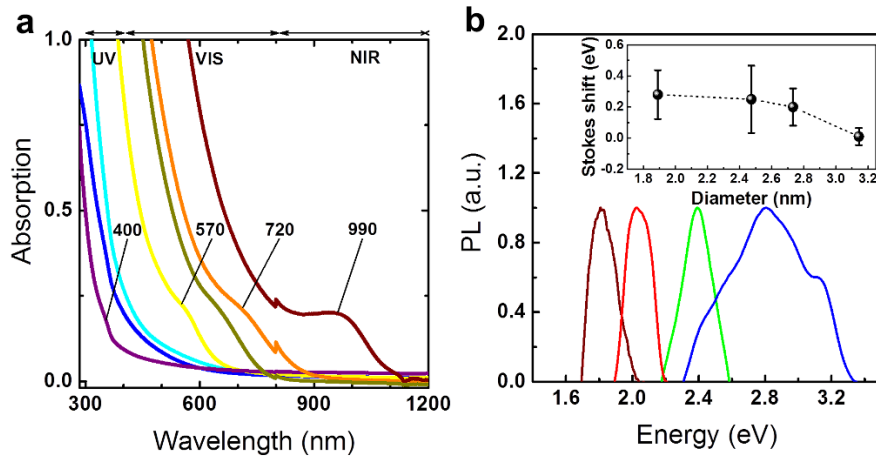 a
UV VIS NIR
1.0
0.5
0.0
Absorption
400
570
720
990
300 600 900 1200
Wavelength (nm)
b
2.0
1.6
1.2
0.8
0.4
0.0
PL (a.u.)
1.6 2.0 2.4 2.8 3.2
Energy (eV)
0.6
0.4
0.2
0.0
-0.2
Stokes shift (eV)
1.8 2.0 2.2 2.4 2.6 2.8 3.0 3.2
Diameter (nm)